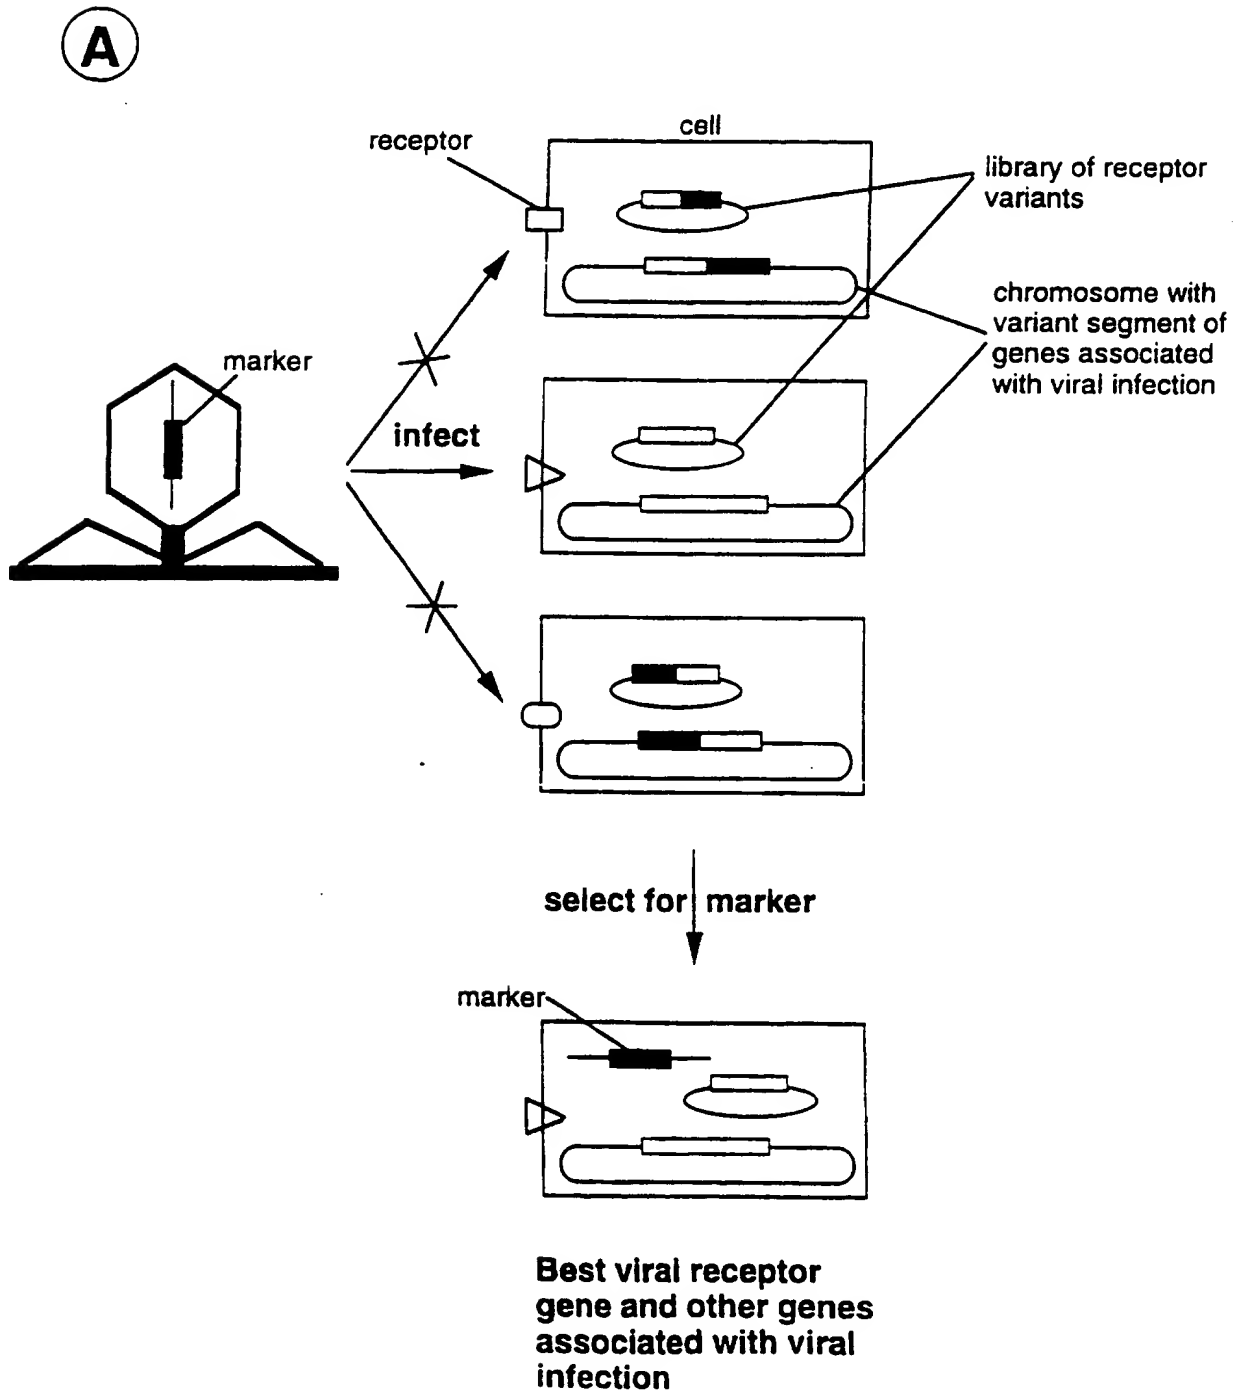 A
cell
receptor
library of receptor
variants
chromosome with
variant segment of
genes associated
with viral infection
marker
infect
select for marker
marker
Best viral receptor
gene and other genes
associated with viral
infection